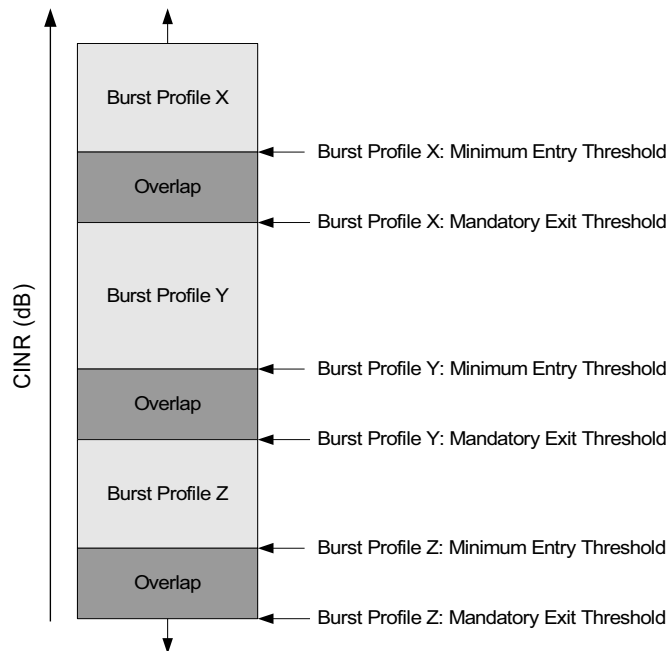 CINR (dB)
Burst Profile X
Burst Profile X: Minimum Entry Threshold
Overlap
Burst Profile X: Mandatory Exit Threshold
Burst Profile Y
Burst Profile Y: Minimum Entry Threshold
Overlap
Burst Profile Y: Mandatory Exit Threshold
Burst Profile Z
Burst Profile Z: Minimum Entry Threshold
Overlap
Burst Profile Z: Mandatory Exit Threshold